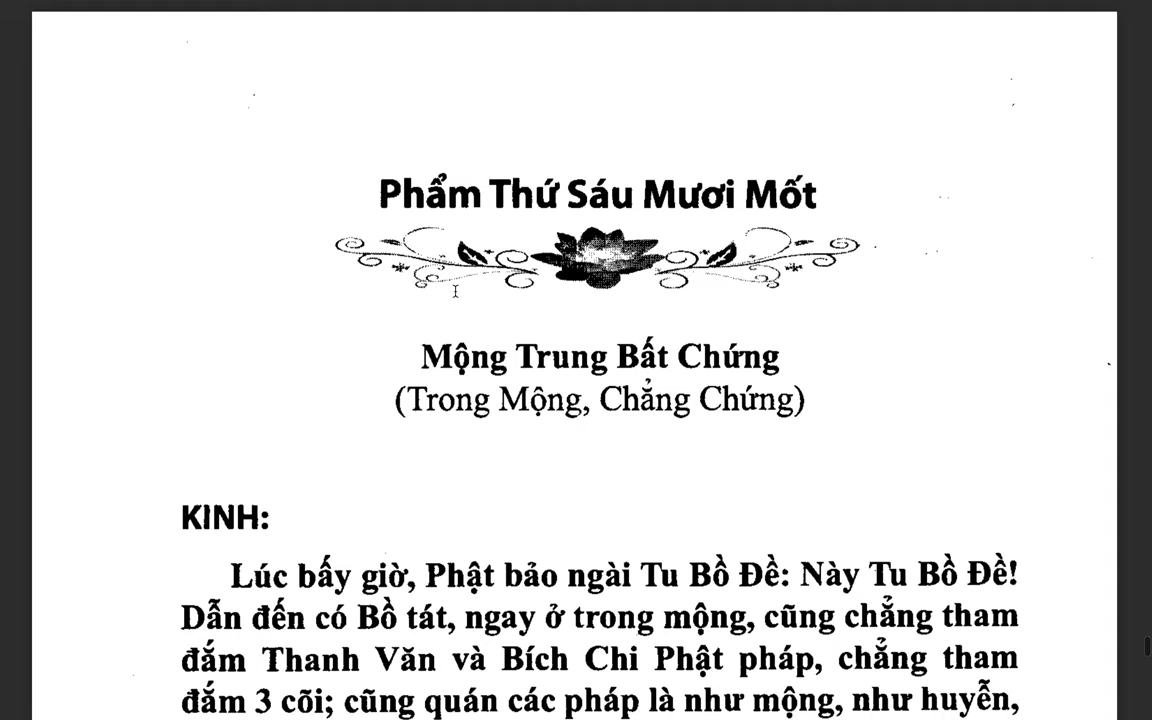 Phẩm Thứ Sáu Mươi Mốt
Mộng Trung Bất Chứng
(Trong Mộng, Chẳng Chứng)
KINH:
Lúc bấy giờ, Phật bảo ngài Tu Bồ Đề: Này Tu Bồ Đề!
Dẫn đến có Bồ tát, ngay ở trong mộng, cũng chẳng tham
đắm Thanh Văn và Bích Chi Phật pháp, chẳng tham
đắm 3 cõi; cũng quán các pháp là như mộng, như huyễn,